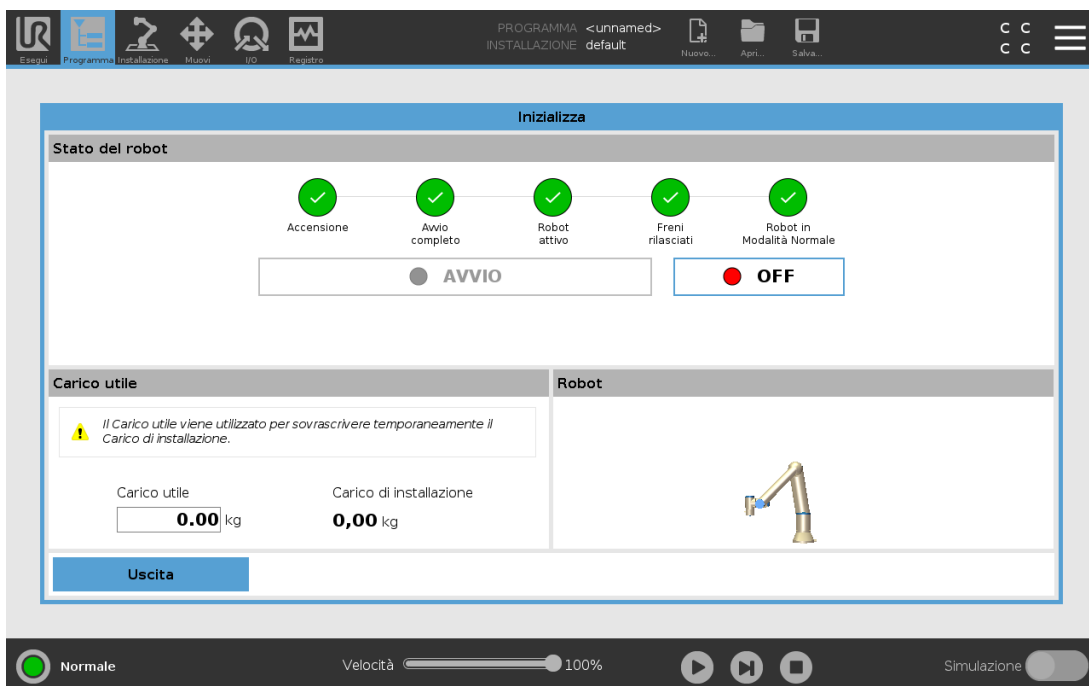 PROGRAMMA <unnamed>
INSTALLAZIONE default
C C
C C
Esegui Programma Installazione Muovi I/O Registro Nuovo... Apri... Salva...
Inizializza
Stato del robot
Accensione
Avvio
completo
Robot
attivo
Freni
rilasciati
Robot in
Modalità Normale
AVVIO
OFF
Carico utile
Robot
Il Carico utile viene utilizzato per sovrascrivere temporaneamente il
Carico di installazione.
Carico utile
Carico di installazione
0.00 kg
0,00 kg
Uscita
Normale
Velocità
100%
Simulazione